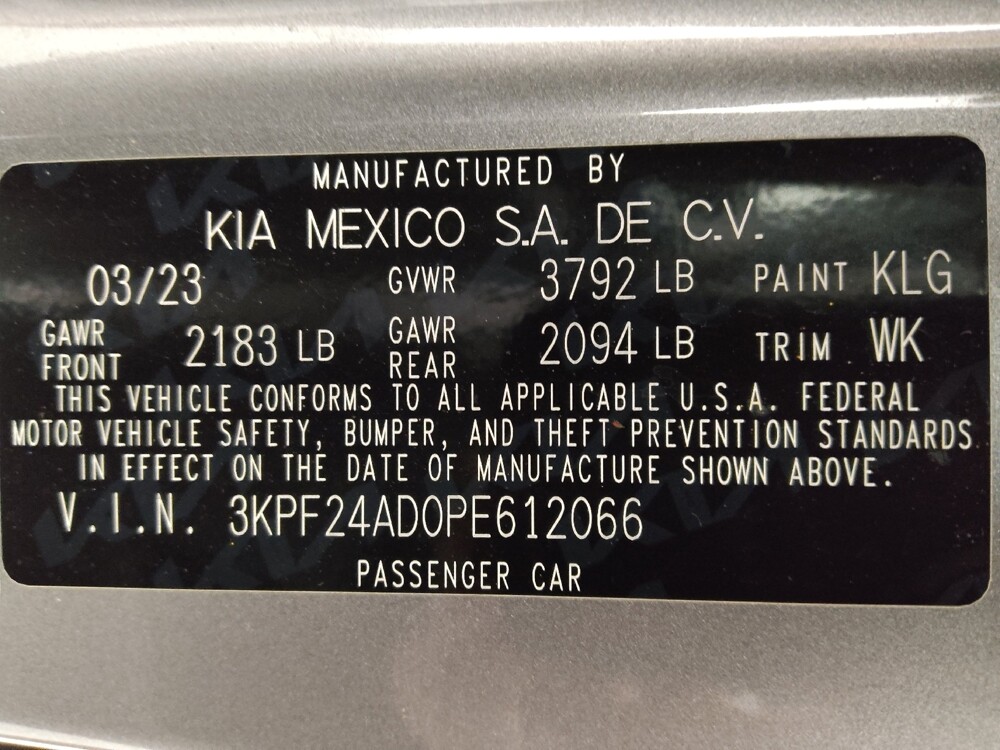 MANUFACTURED BY
KIA MEXICO S.A. DE C.V.
03/23 GVWR 3792 LB PAINT KLG
GAWR FRONT 2183 LB GAWR REAR 2094 LB TRIM WK
THIS VEHICLE CONFORMS TO ALL APPLICABLE U.S.A. FEDERAL
MOTOR VEHICLE SAFETY, BUMPER, AND THEFT PREVENTION STANDARDS
IN EFFECT ON THE DATE OF MANUFACTURE SHOWN ABOVE.
V.I.N. 3KPF24AD0PE612066
PASSENGER CAR